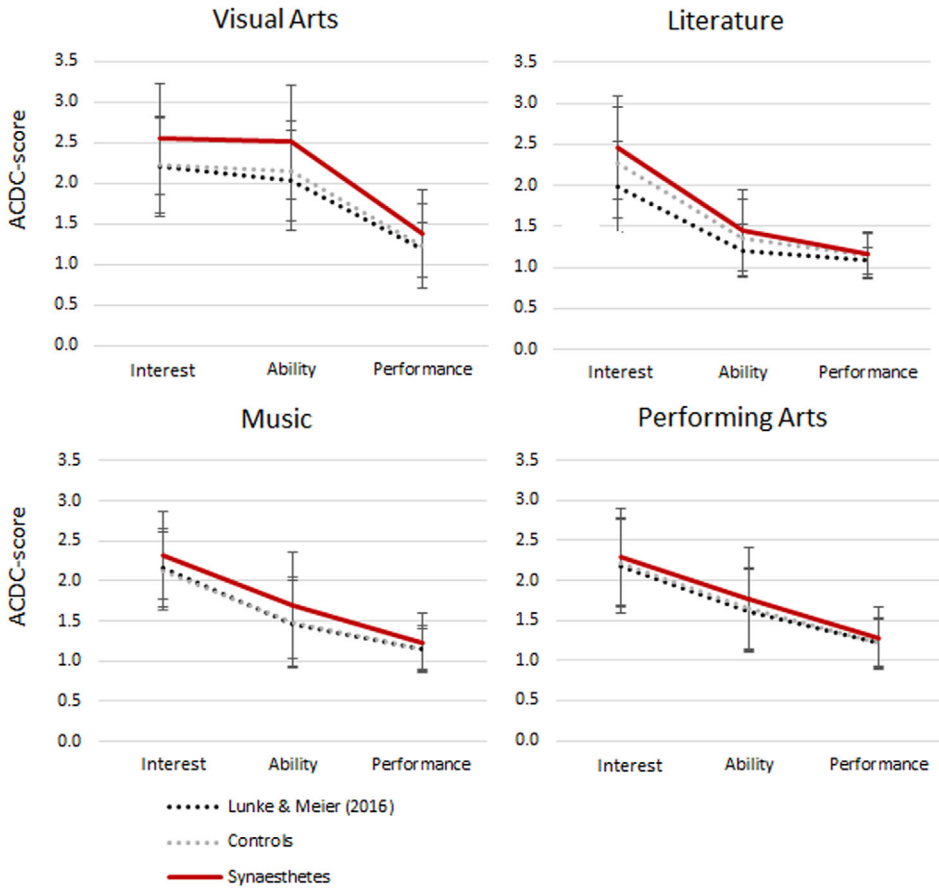 Visual Arts
ACDC-score
3.5
3.0
2.5
2.0
1.5
1.0
0.5
0.0
Interest Ability Performance
Literature
3.5
3.0
2.5
2.0
1.5
1.0
0.5
0.0
Interest Ability Performance
Music
ACDC-score
3.5
3.0
2.5
2.0
1.5
1.0
0.5
0.0
Interest Ability Performance
Performing Arts
3.5
3.0
2.5
2.0
1.5
1.0
0.5
0.0
Interest Ability Performance
Lunke & Meier (2016)
Controls
Synaesthetes